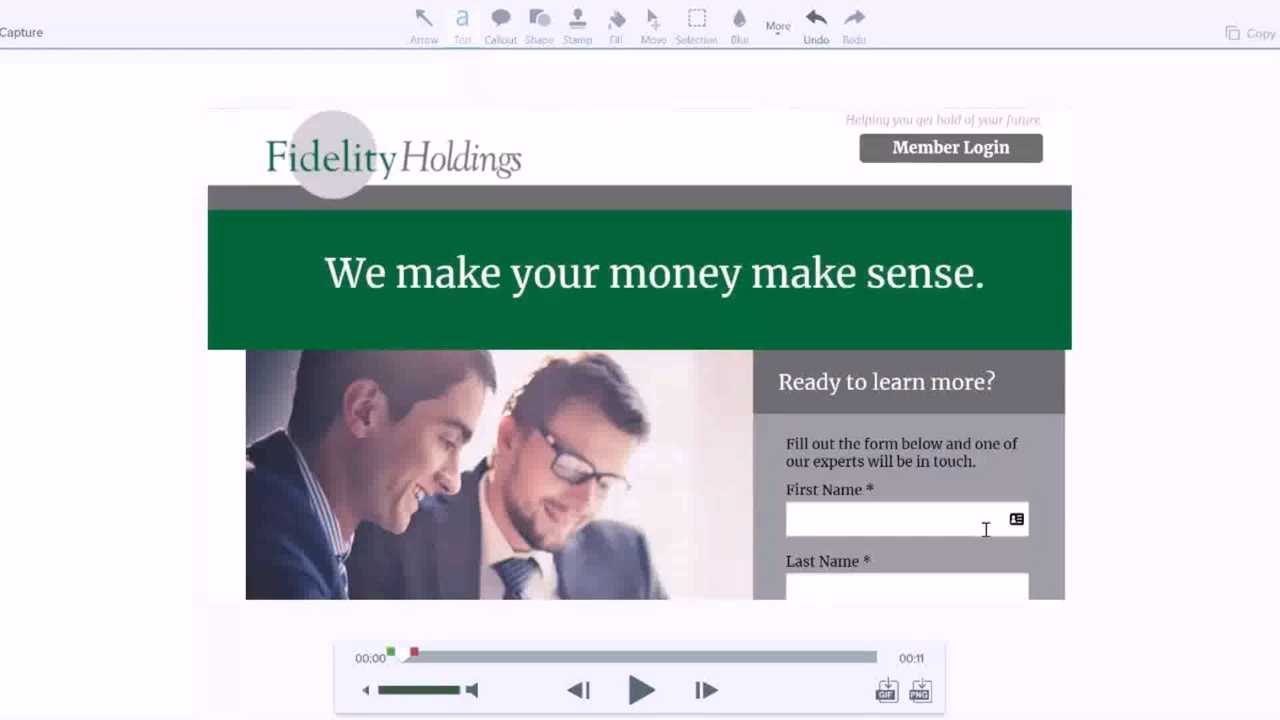 Capture
Arrow
Text
Callout
Shape
Stamp
Fill
Move
Selection
Blur
More
Undo
Redo
Copy
Helping you get hold of your future.
Fidelity Holdings
Member Login
We make your money make sense.
Ready to learn more?
Fill out the form below and one of
our experts will be in touch.
First Name *
Last Name *
00:00
00:11
GIF
PNG